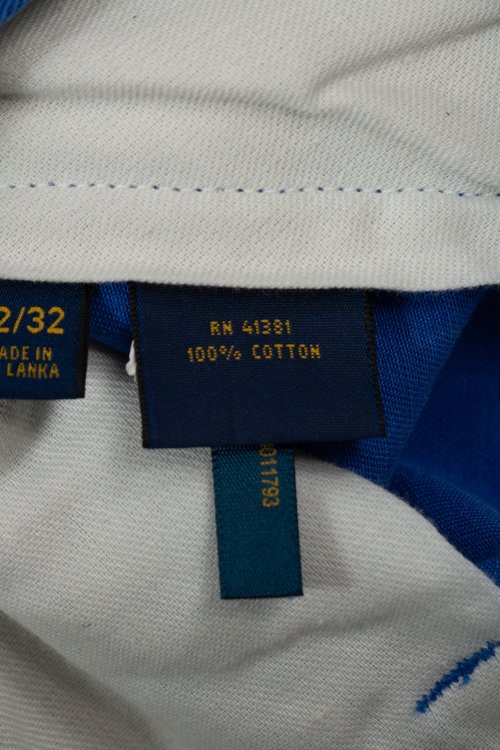 2/32
ADE IN
LANKA
RN 41381
100% COTTON
011793